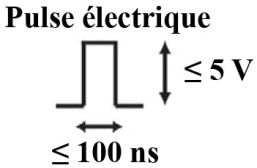 Pulse électrique
≤ 5 V
≤ 100 ns